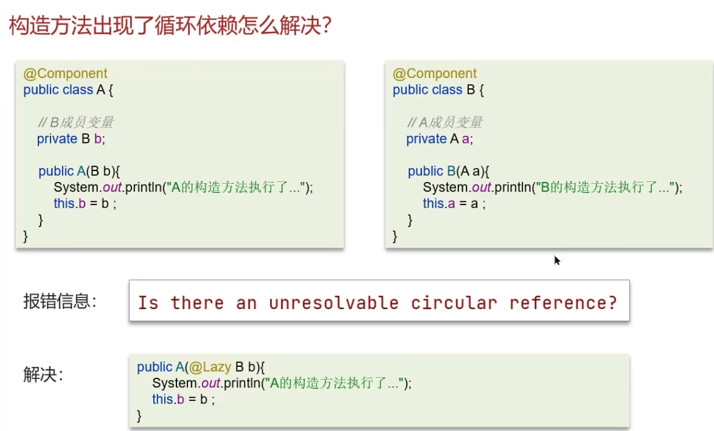 构造方法出现了循环依赖怎么解决？
@Component
public class A {
// B成员变量
private B b;
public A(B b){
System.out.println("A的构造方法执行了...");
this.b = b ;
}
}
@Component
public class B {
// A成员变量
private A a;
public B(A a){
System.out.println("B的构造方法执行了...");
this.a = a ;
}
}
报错信息：
Is there an unresolvable circular reference?
解决：
public A(@Lazy B b){
System.out.println("A的构造方法执行了...");
this.b = b ;
}